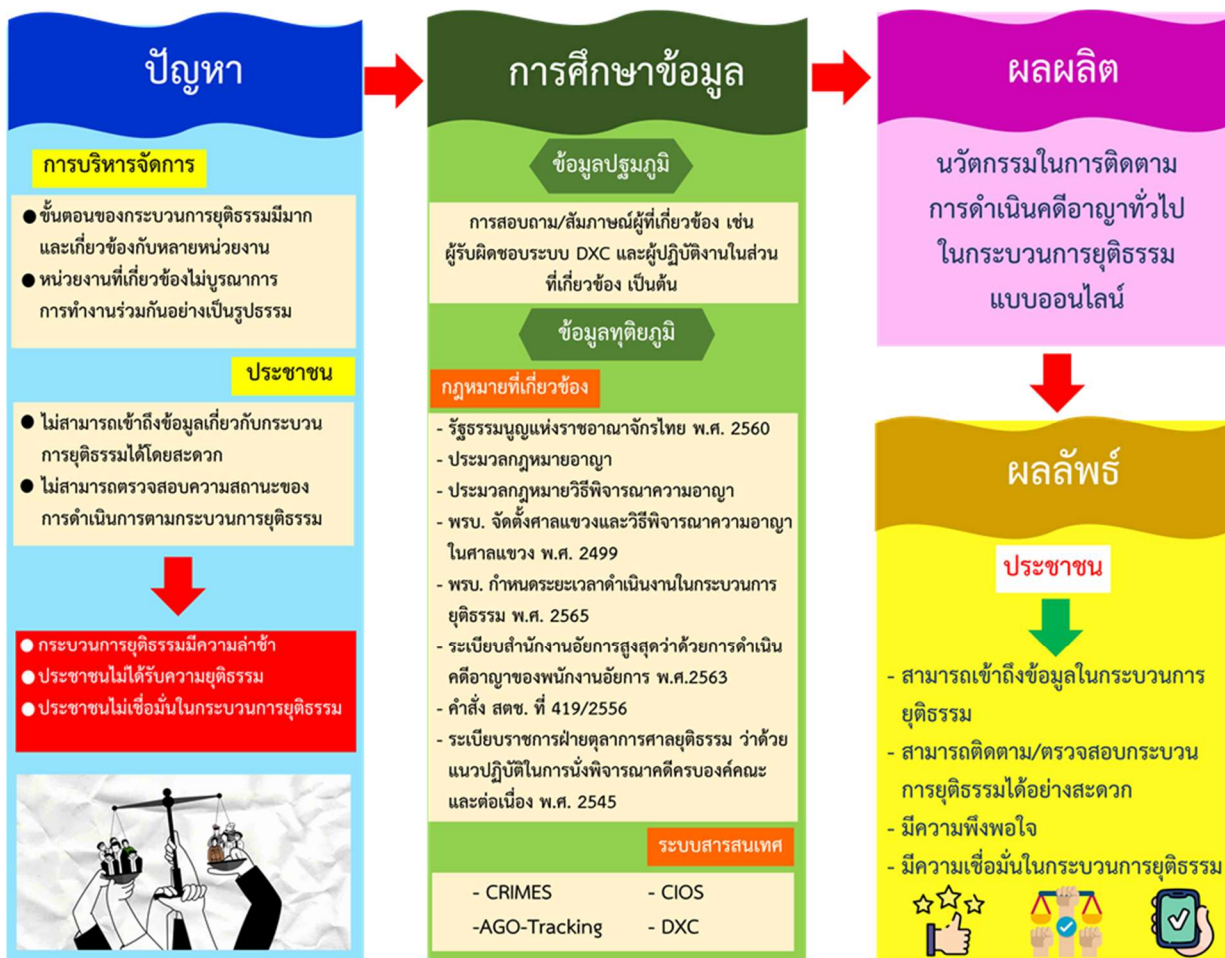 ปัญหา
การบริหารจัดการ
● ขั้นตอนของกระบวนการยุติธรรมมีมาก
และเกี่ยวข้องกับหลายหน่วยงาน
● หน่วยงานที่เกี่ยวข้องไม่บูรณาการ
การทำงานร่วมกันอย่างเป็นรูปธรรม
ประชาชน
● ไม่สามารถเข้าถึงข้อมูลเกี่ยวกับกระบวน
การยุติธรรมได้โดยสะดวก
● ไม่สามารถตรวจสอบความสถานะของ
การดำเนินการตามกระบวนการยุติธรรม
● กระบวนการยุติธรรมมีความล่าช้า
● ประชาชนไม่ได้รับความยุติธรรม
● ประชาชนไม่เชื่อมั่นในกระบวนการยุติธรรม
การศึกษาข้อมูล
ข้อมูลปฐมภูมิ
การสอบถาม/สัมภาษณ์ผู้ที่เกี่ยวข้อง เช่น
ผู้รับผิดชอบระบบ DXC และผู้ปฏิบัติงานในส่วน
ที่เกี่ยวข้อง เป็นต้น
ข้อมูลทุติยภูมิ
กฎหมายที่เกี่ยวข้อง
- รัฐธรรมนูญแห่งราชอาณาจักรไทย พ.ศ. 2560
- ประมวลกฎหมายอาญา
- ประมวลกฎหมายวิธีพิจารณาความอาญา
- พรบ. จัดตั้งศาลแขวงและวิธีพิจารณาความอาญา
ในศาลแขวง พ.ศ. 2499
- พรบ. กำหนดระยะเวลาดำเนินงานในกระบวนการ
ยุติธรรม พ.ศ. 2565
- ระเบียบสำนักงานอัยการสูงสุดว่าด้วยการดำเนิน
คดีอาญาของพนักงานอัยการ พ.ศ.2563
- คำสั่ง สตช. ที่ 419/2556
- ระเบียบราชการฝ่ายตุลาการศาลยุติธรรม ว่าด้วย
แนวปฏิบัติในการนั่งพิจารณาคดีครบองค์คณะ
และต่อเนื่อง พ.ศ. 2545
ระบบสารสนเทศ
- CRIMES - CIOS
-AGO-Tracking - DXC
ผลผลิต
นวัตกรรมในการติดตาม
การดำเนินคดีอาญาทั่วไป
ในกระบวนการยุติธรรม
แบบออนไลน์
ผลลัพธ์
ประชาชน
- สามารถเข้าถึงข้อมูลในกระบวนการ
ยุติธรรม
- สามารถติดตาม/ตรวจสอบกระบวน
การยุติธรรมได้อย่างสะดวก
- มีความพึงพอใจ
- มีความเชื่อมั่นในกระบวนการยุติธรรม